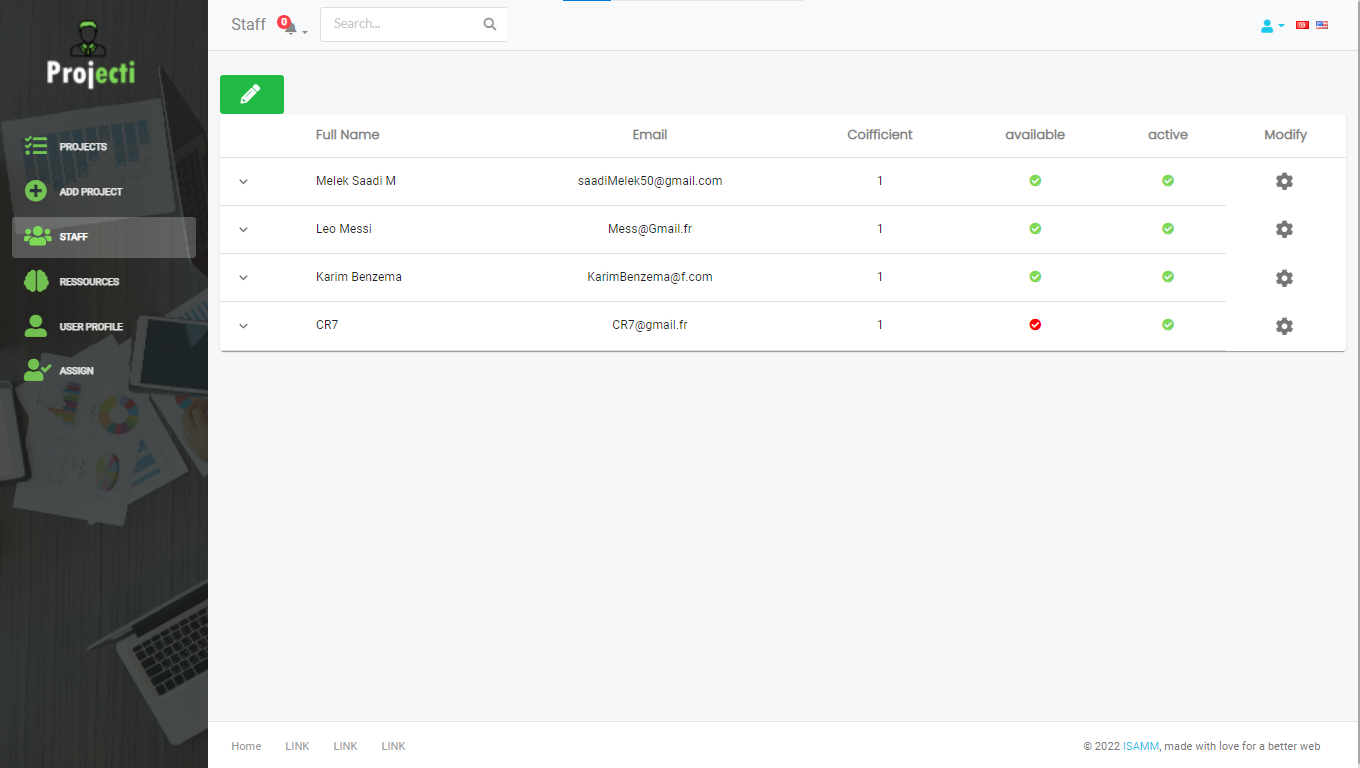 Projecti
PROJECTS
ADD PROJECT
STAFF
RESSOURCES
USER PROFILE
ASSIGN
Staff 0 Search...
Full Name Email Coifficient available active Modify
Melek Saadi M saadiMelek50@gmail.com 1
Leo Messi Mess@Gmail.fr 1
Karim Benzema KarimBenzema@f.com 1
CR7 CR7@gmail.fr 1
Home LINK LINK LINK © 2022 ISAMM, made with love for a better web